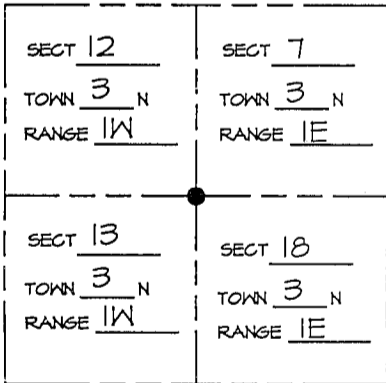 SECT 12
TOWN 3 N
RANGE 1W
SECT 7
TOWN 3 N
RANGE 1E
SECT 13
TOWN 3 N
RANGE 1W
SECT 18
TOWN 3 N
RANGE 1E